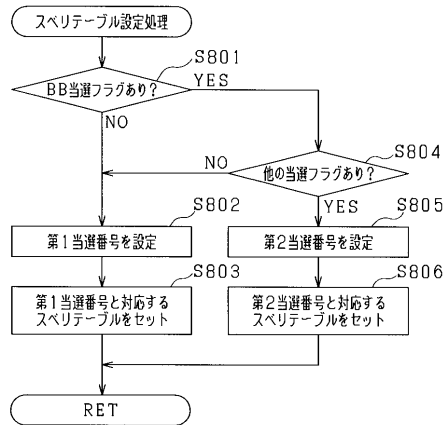 スベリテーブル設定処理
S801
BB当選フラグあり?
YES
NO
S804
NO
他の当選フラグあり?
YES
S802
S805
第1当選番号を設定
第2当選番号を設定
S803
S806
第1当選番号と対応する
スベリテーブルをセット
第2当選番号と対応する
スベリテーブルをセット
RET